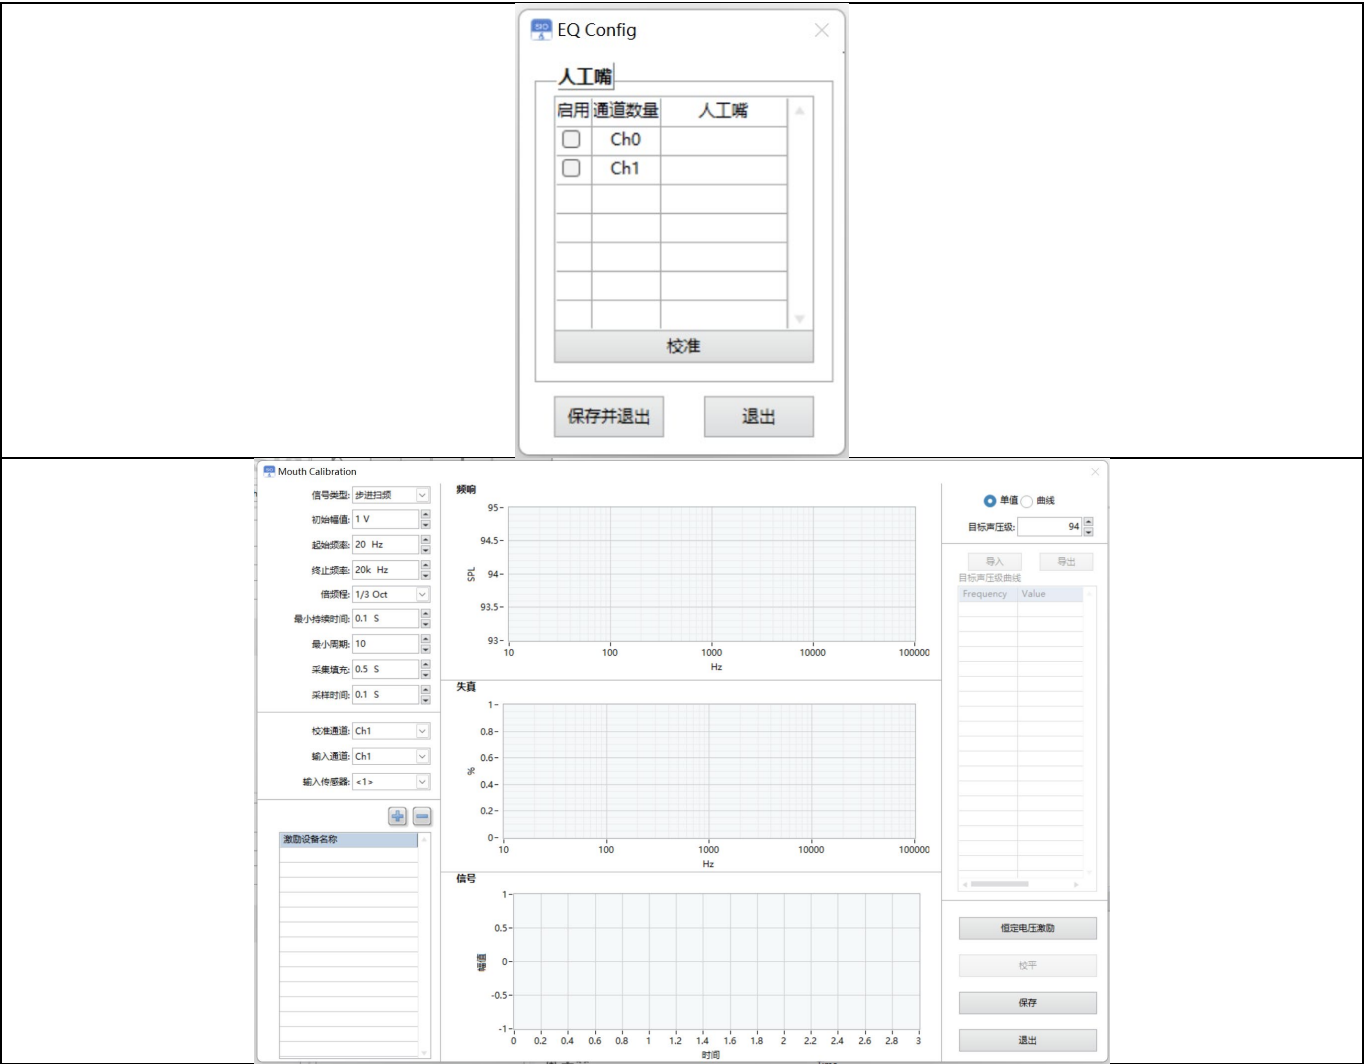 EQ Config
人工嘴
启用 通道数量 人工嘴
Ch0
Ch1
校准
保存并退出 退出
Mouth Calibration
信号类型: 步进扫频
初始幅值: 1 V
起始频率: 20 Hz
终止频率: 20k Hz
倍频程: 1/3 Oct
最小持续时间: 0.1 S
最小周期: 10
采集填充: 0.5 S
采样时间: 0.1 S
校准通道: Ch1
输入通道: Ch1
输入传感器: <1>
激励设备名称
频响
95
94.5
94
93.5
93
SPL
10 100 1000 10000 100000
Hz
失真
1
0.8
0.6
0.4
0.2
0
%
10 100 1000 10000 100000
Hz
信号
1
0.5
0
-0.5
-1
幅值
0 0.2 0.4 0.6 0.8 1 1.2 1.4 1.6 1.8 2 2.2 2.4 2.6 2.8 3
时间
单值 曲线
目标声压级: 94
导入 导出
目标声压级曲线
Frequency Value
恒定电压激励
校平
保存
退出